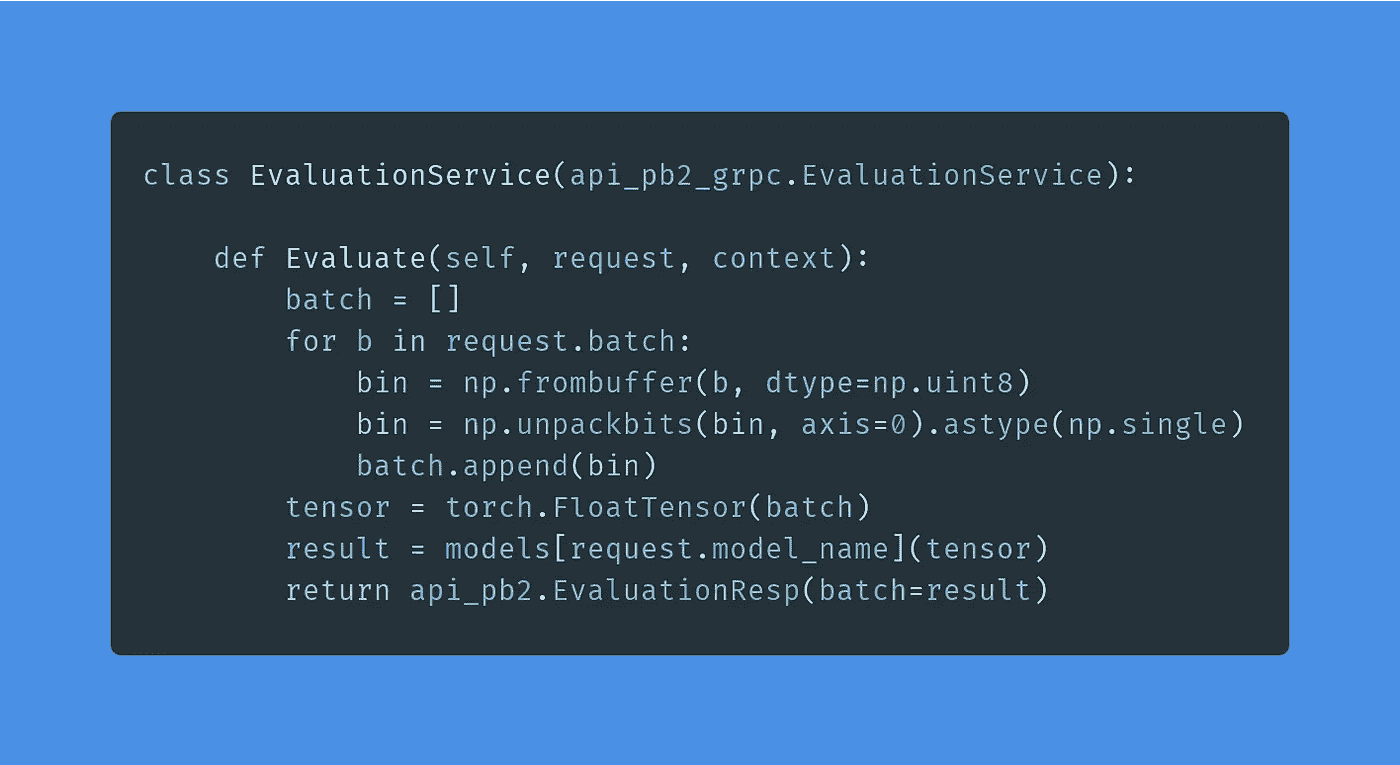 class EvaluationService(api_pb2_grpc.EvaluationService):
def Evaluate(self, request, context):
batch = []
for b in request.batch:
bin = np.frombuffer(b, dtype=np.uint8)
bin = np.unpackbits(bin, axis=0).astype(np.single)
batch.append(bin)
tensor = torch.FloatTensor(batch)
result = models[request.model_name](tensor)
return api_pb2.EvaluationResp(batch=result)